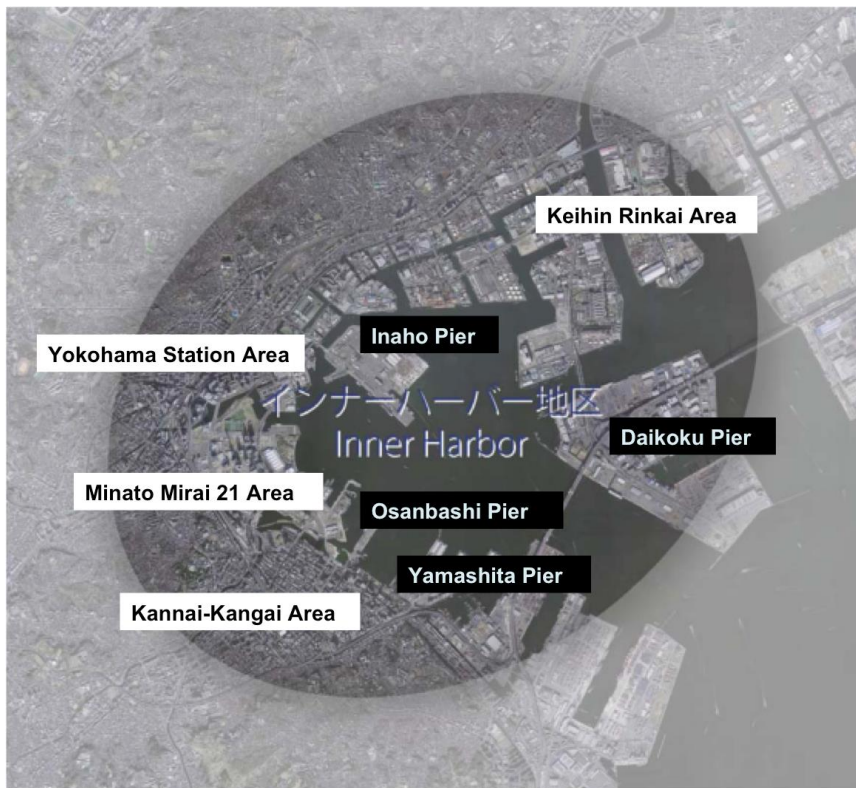 Keihin Rinkai Area
Inaho Pier
Yokohama Station Area
インナーハーバー地区
Inner Harbor
Daikoku Pier
Minato Mirai 21 Area
Osanbashi Pier
Yamashita Pier
Kannai-Kangai Area